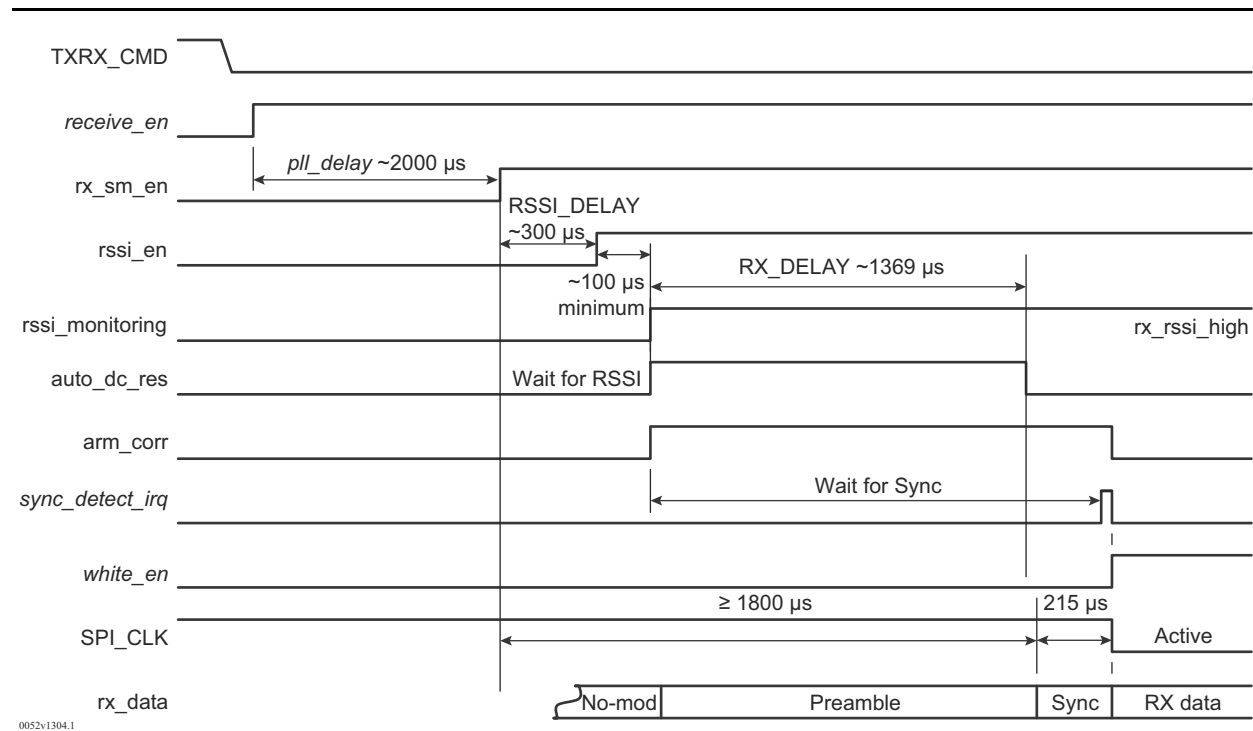 TXRX_CMD
receive_en
pll_delay ~2000 µs
rx_sm_en
RSSI_DELAY
~300 µs
rssi_en
RX_DELAY ~1369 µs
~100 µs
minimum
rssi_monitoring
rx_rssi_high
auto_dc_res
Wait for RSSI
arm_corr
Wait for Sync
sync_detect_irq
white_en
≥ 1800 µs
215 µs
SPI_CLK
Active
rx_data
No-mod
Preamble
Sync
RX data
0052v1304.1